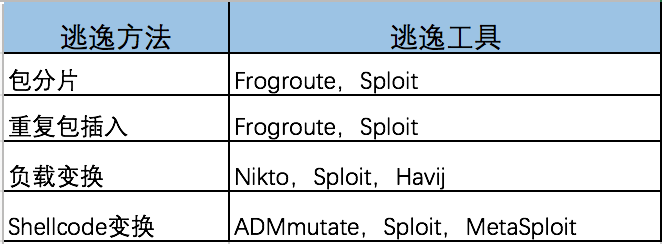 逃逸方法 逃逸工具
包分片 Frogroute，Sploit
重复包插入 Frogroute，Sploit
负载变换 Nikto，Sploit，Havij
Shellcode变换 ADMmutate，Sploit，MetaSploit